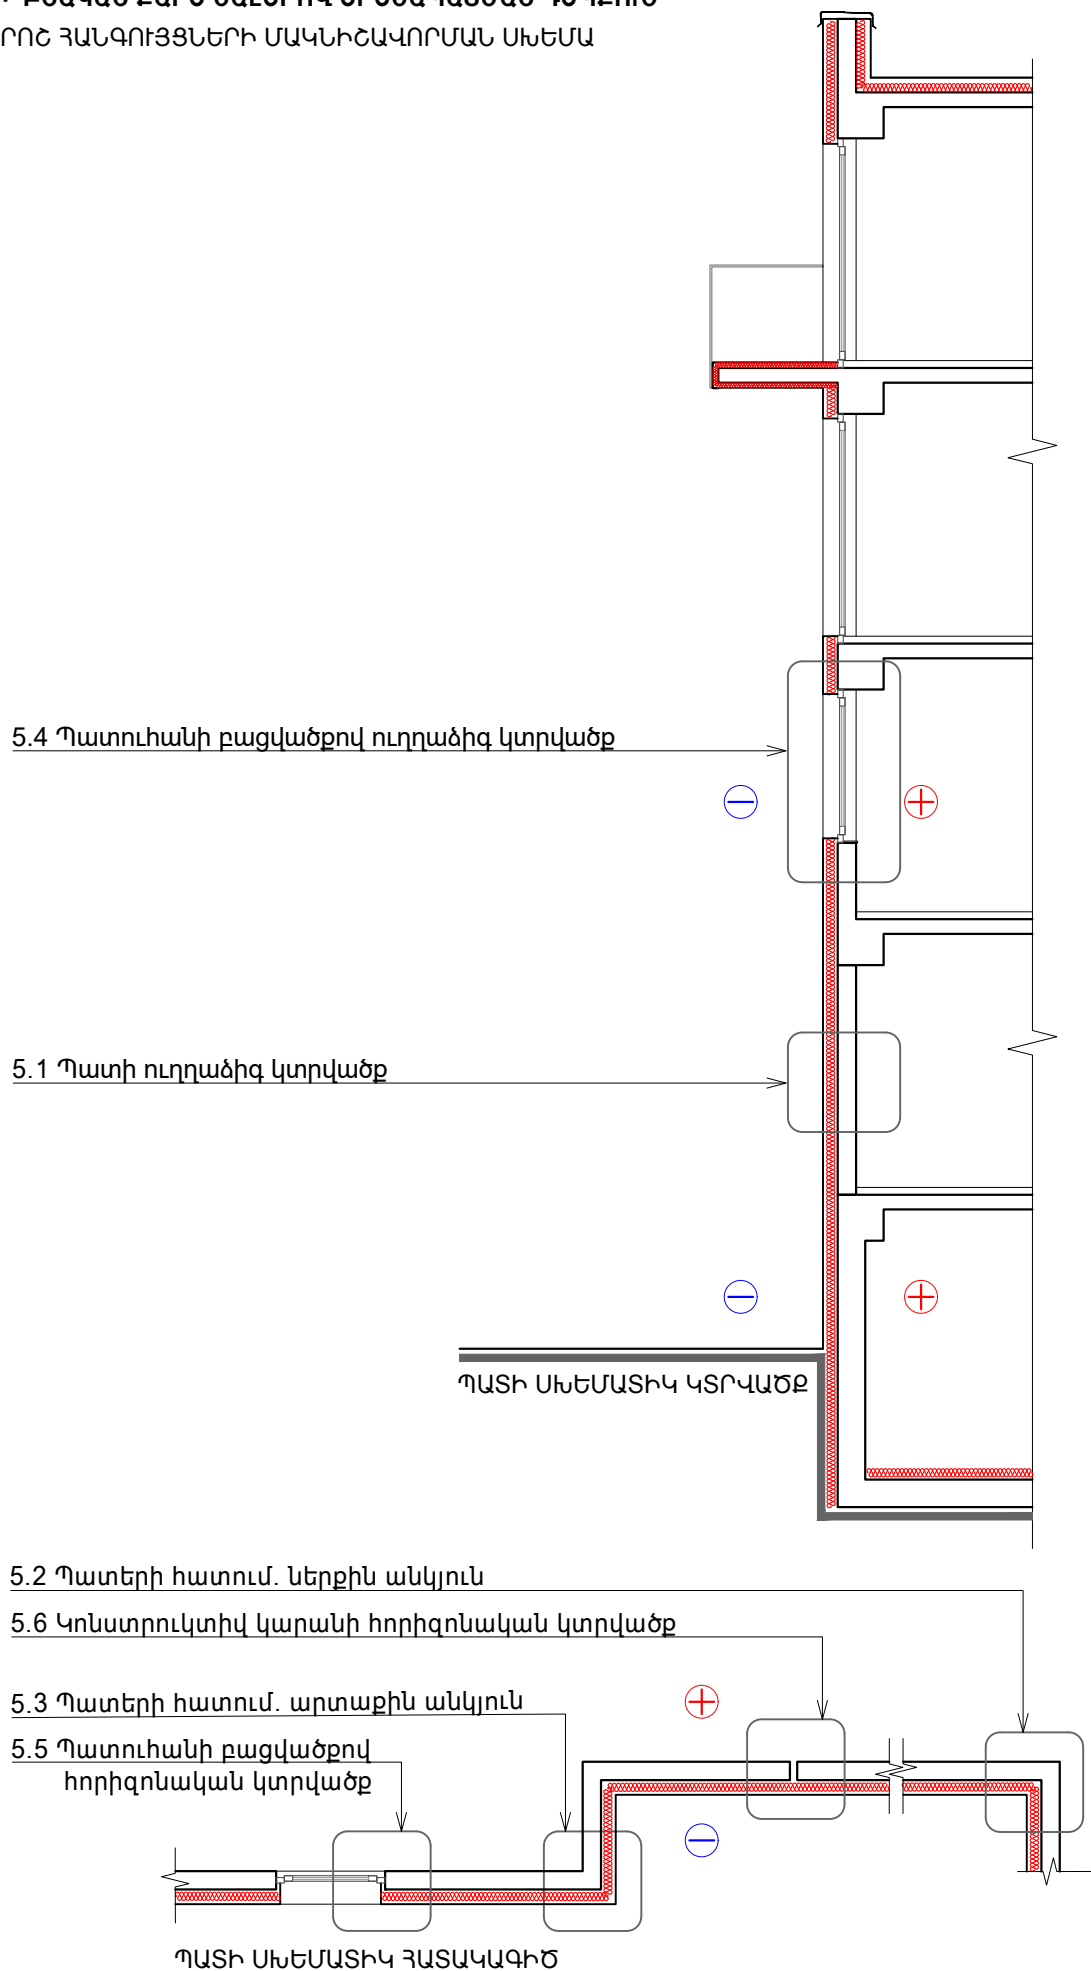 ՐՈՇ ՀԱՆԳՈՒՅՑՆԵՐԻ ՄԱԿՆԻՇԱՎՈՐՄԱՆ ՍԽԵՄԱ
5.4 Պատուհանի բացվածքով ուղղաձիգ կտրվածք
5.1 Պատի ուղղաձիգ կտրվածք
ՊԱՏԻ ՍԽԵՄԱՏԻԿ ԿՏՐՎԱԾՔ
5.2 Պատերի հատում. ներքին անկյուն
5.6 Կոնստրուկտիվ կարանի հորիզոնական կտրվածք
5.3 Պատերի հատում. արտաքին անկյուն
5.5 Պատուհանի բացվածքով
հորիզոնական կտրվածք
ՊԱՏԻ ՍԽԵՄԱՏԻԿ ՀԱՏԱԿԱԳԻԾ